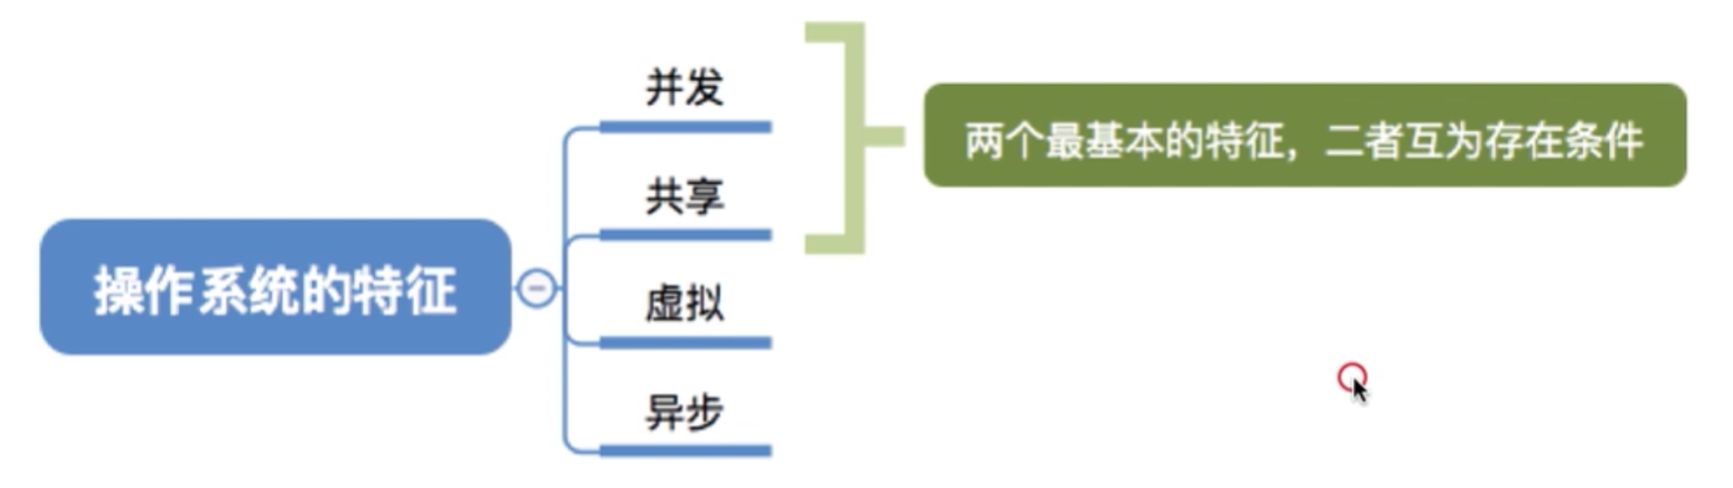 操作系统的特征
并发
共享
虚拟
异步
两个最基本的特征，二者互为存在条件